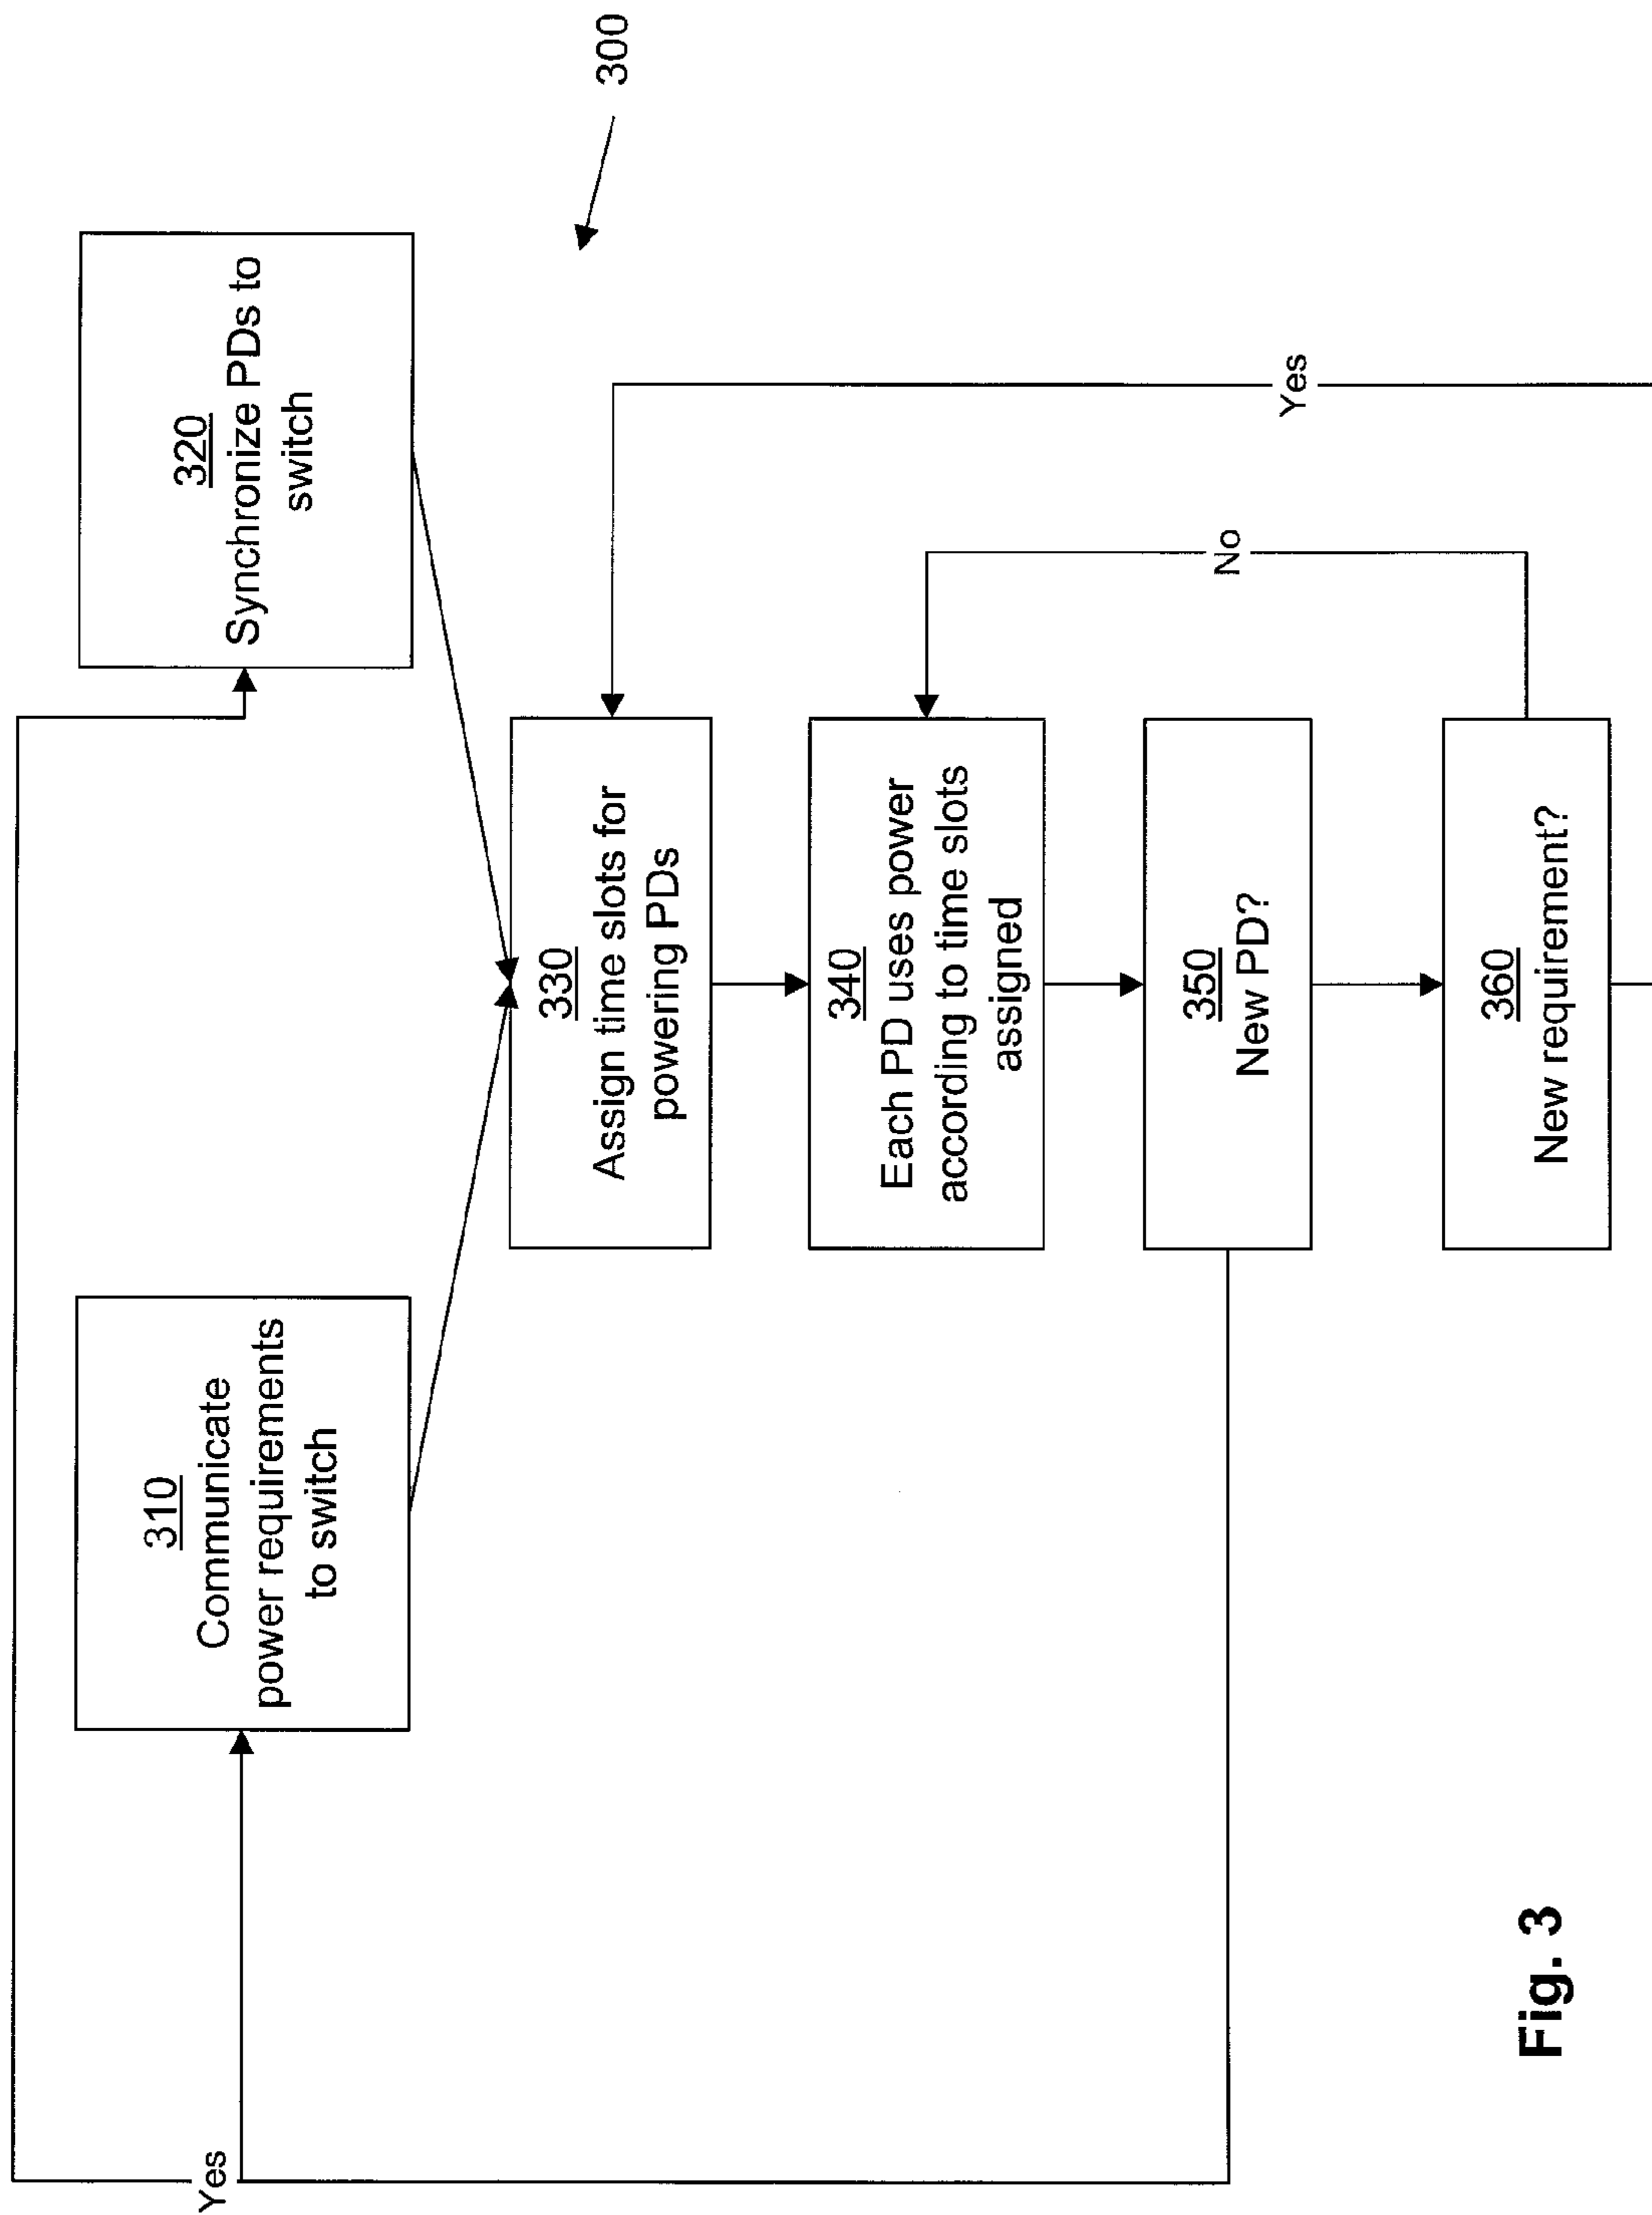 300
310
Communicate
power requirements
to switch
320
Synchronize PDs to
switch
330
Assign time slots for
powering PDs
340
Each PD uses power
according to time slots
assigned
350
New PD?
360
New requirement?
Yes
No
Yes
Fig. 3